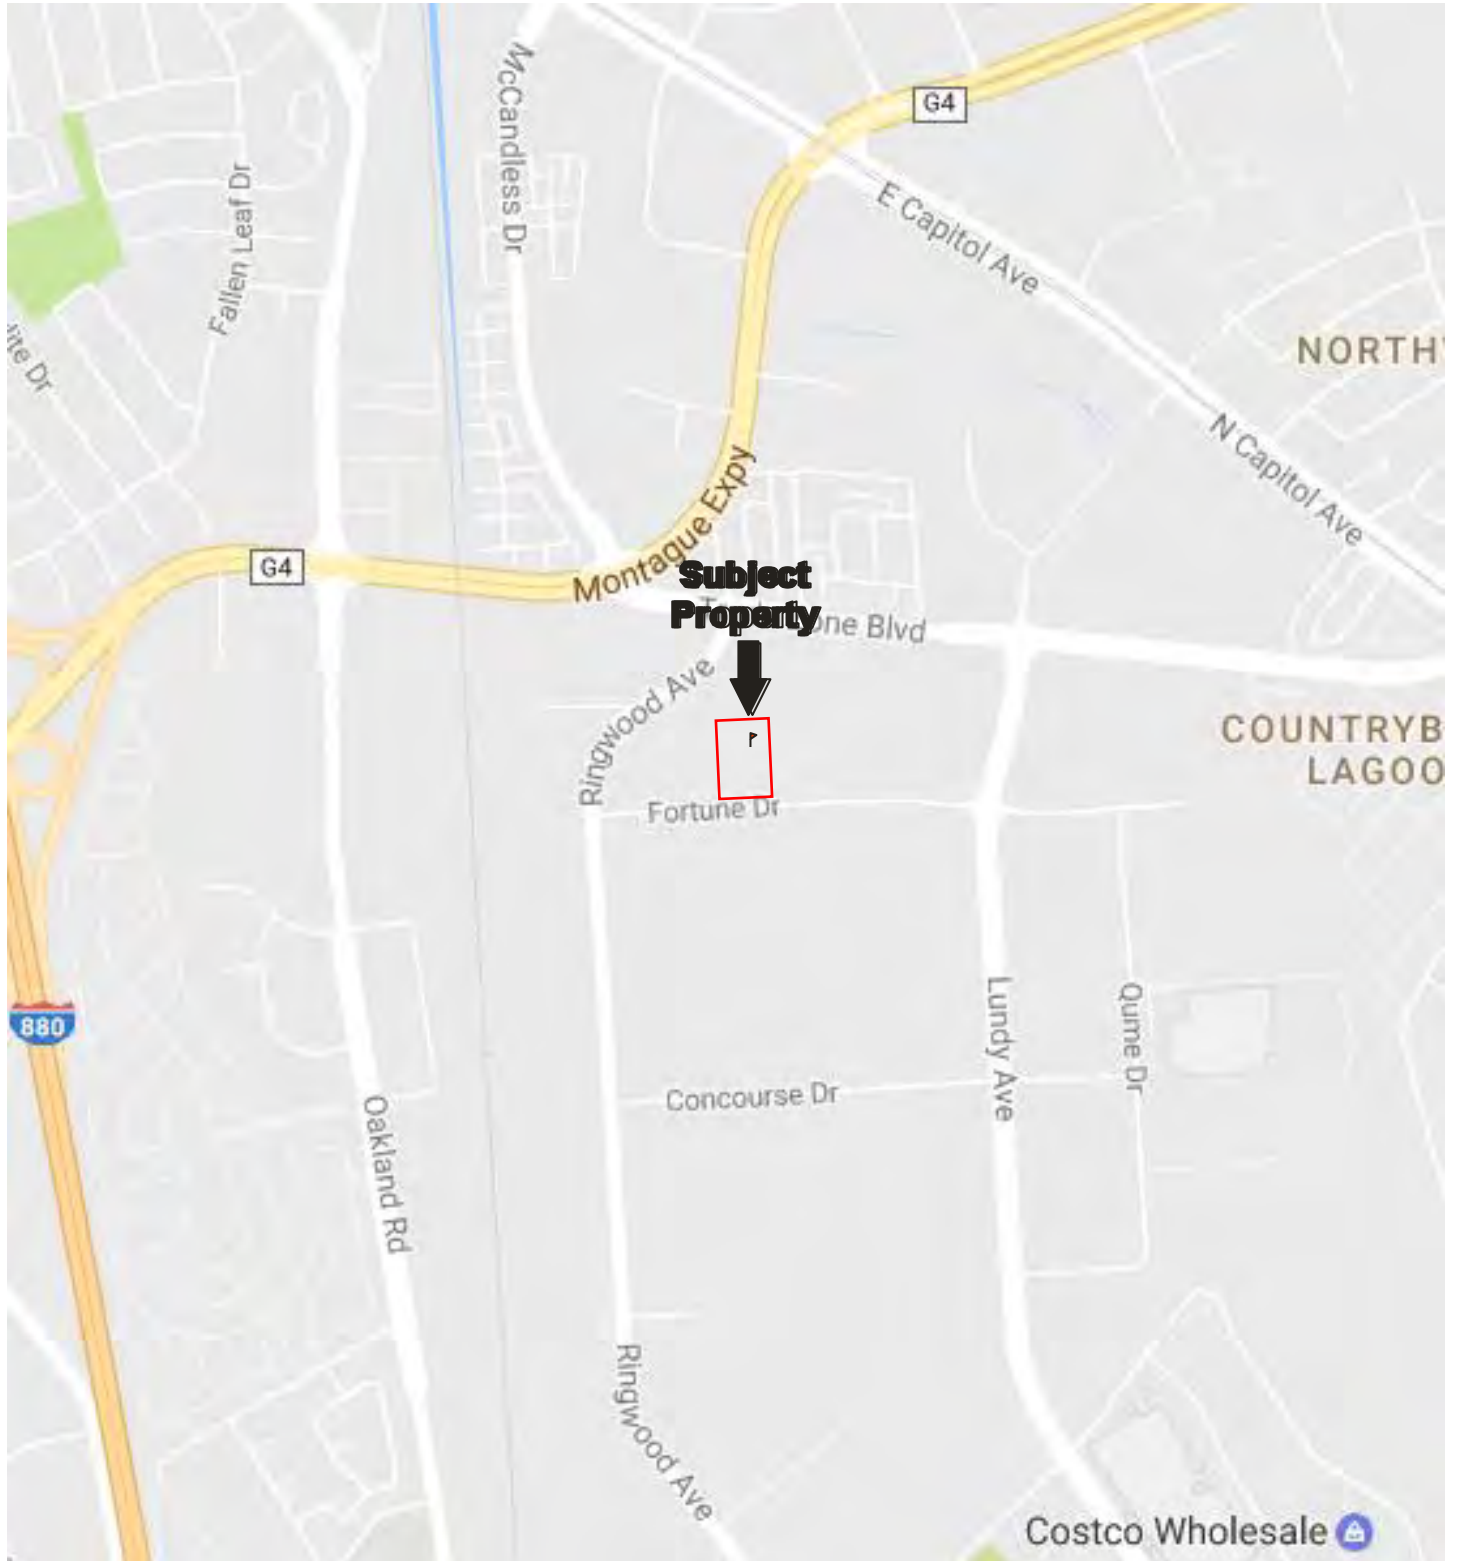 G4
McCandless Dr
E Capitol Ave
Fallen Leaf Dr
NORTH
N Capitol Ave
Montague Expy
G4
Subject
Property
one Blvd
Ringwood Ave
COUNTRYB
LAGOO
Fortune Dr
880
Lundy Ave
Qume Dr
Concourse Dr
Oakland Rd
Ringwood Ave
Costco Wholesale